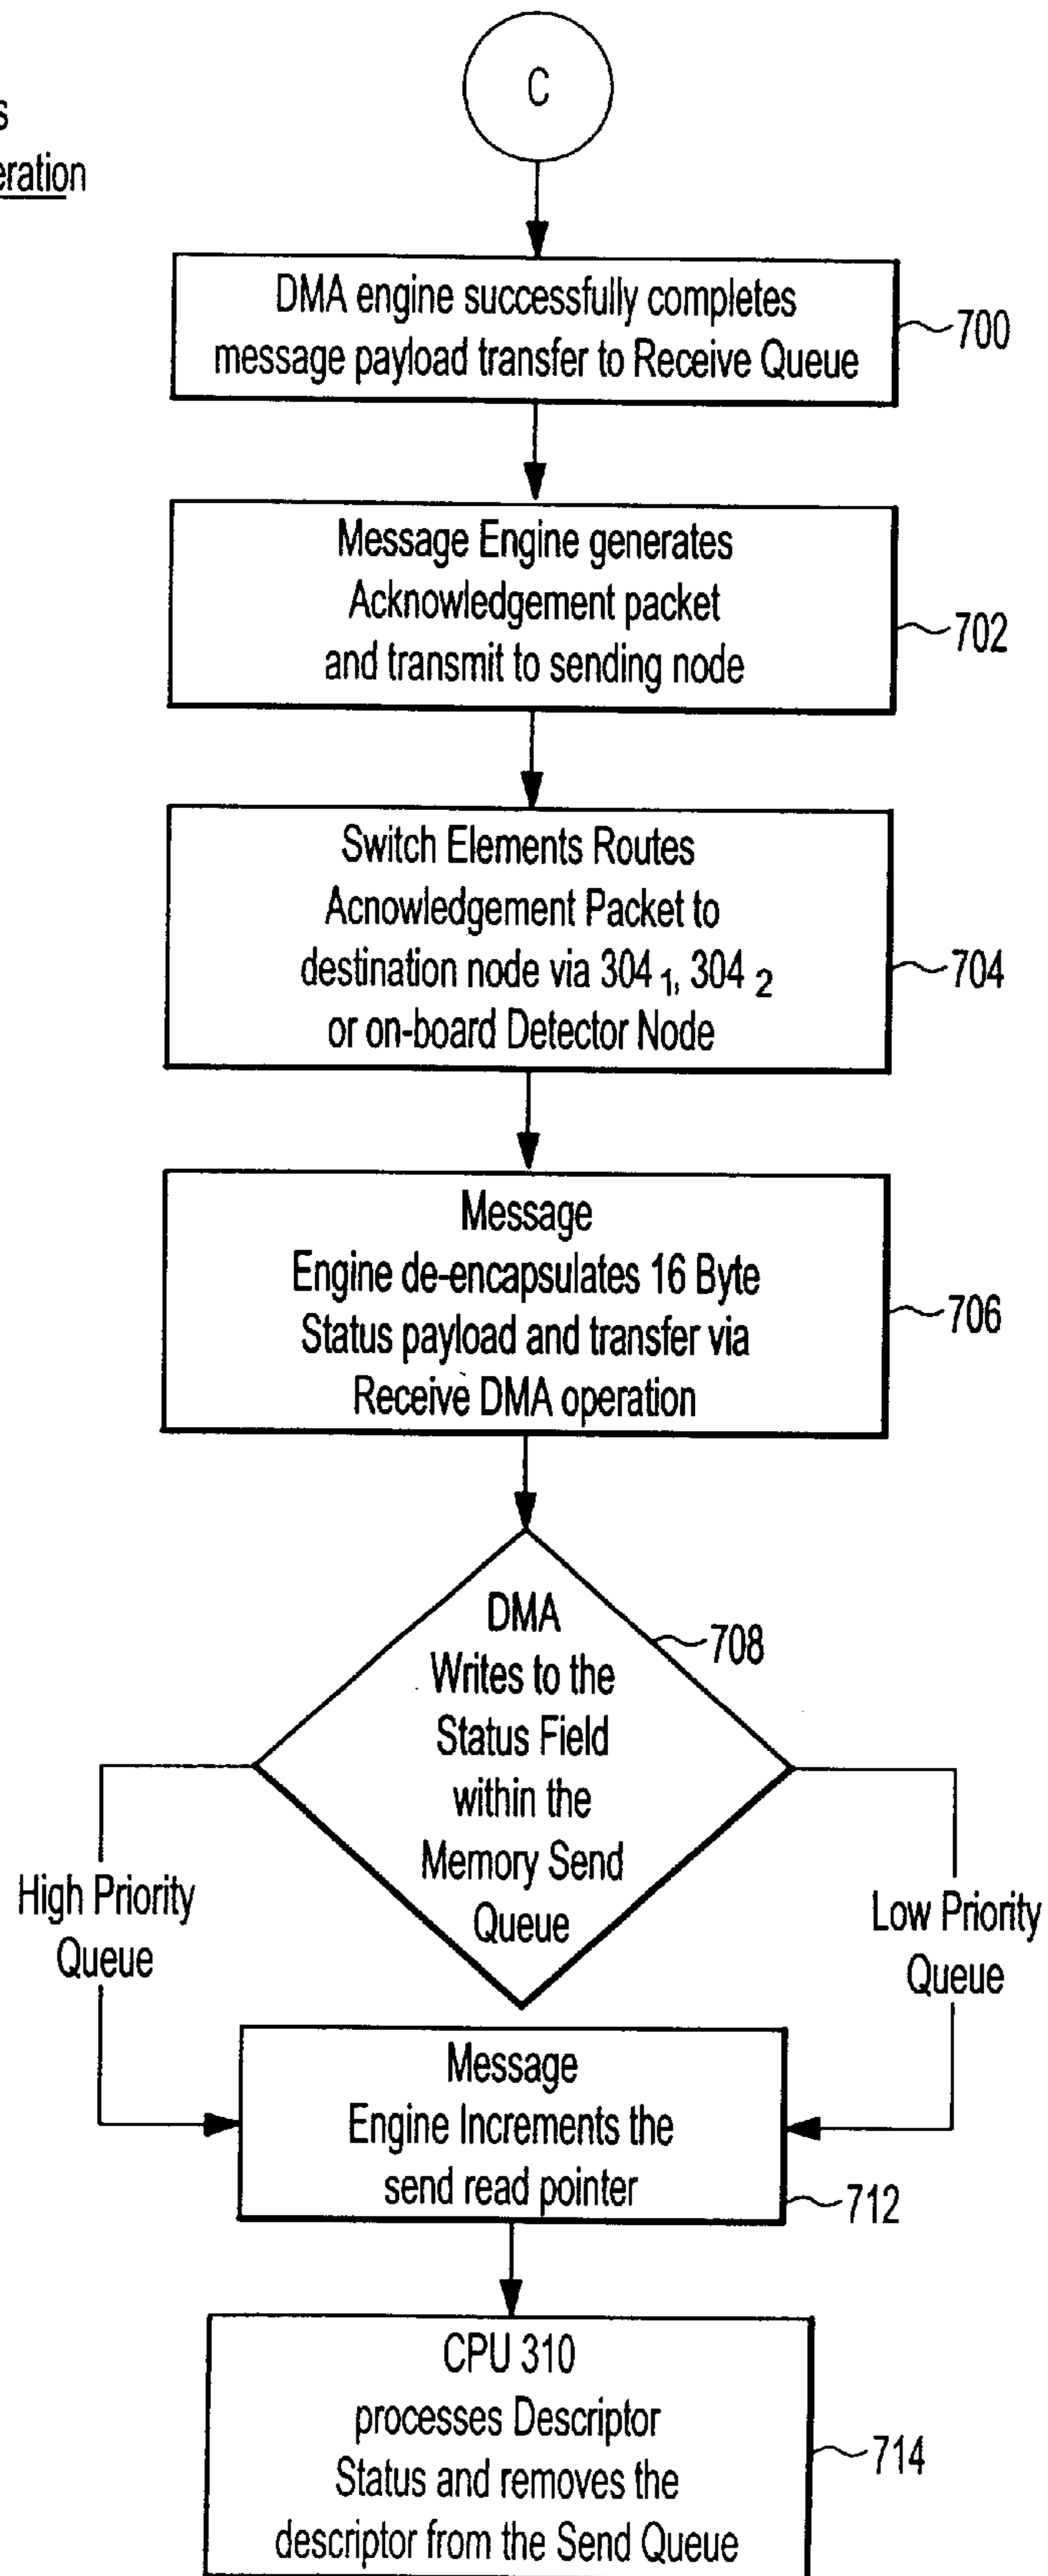 s
eration
C
DMA engine successfully completes
message payload transfer to Receive Queue
700
Message Engine generates
Acknowledgement packet
and transmit to sending node
702
Switch Elements Routes
Acnowledgement Packet to
destination node via 304 1, 304 2
or on-board Detector Node
704
Message
Engine de-encapsulates 16 Byte
Status payload and transfer via
Receive DMA operation
706
DMA
Writes to the
Status Field
within the
Memory Send
Queue
708
High Priority
Queue
Low Priority
Queue
Message
Engine Increments the
send read pointer
712
CPU 310
processes Descriptor
Status and removes the
descriptor from the Send Queue
714